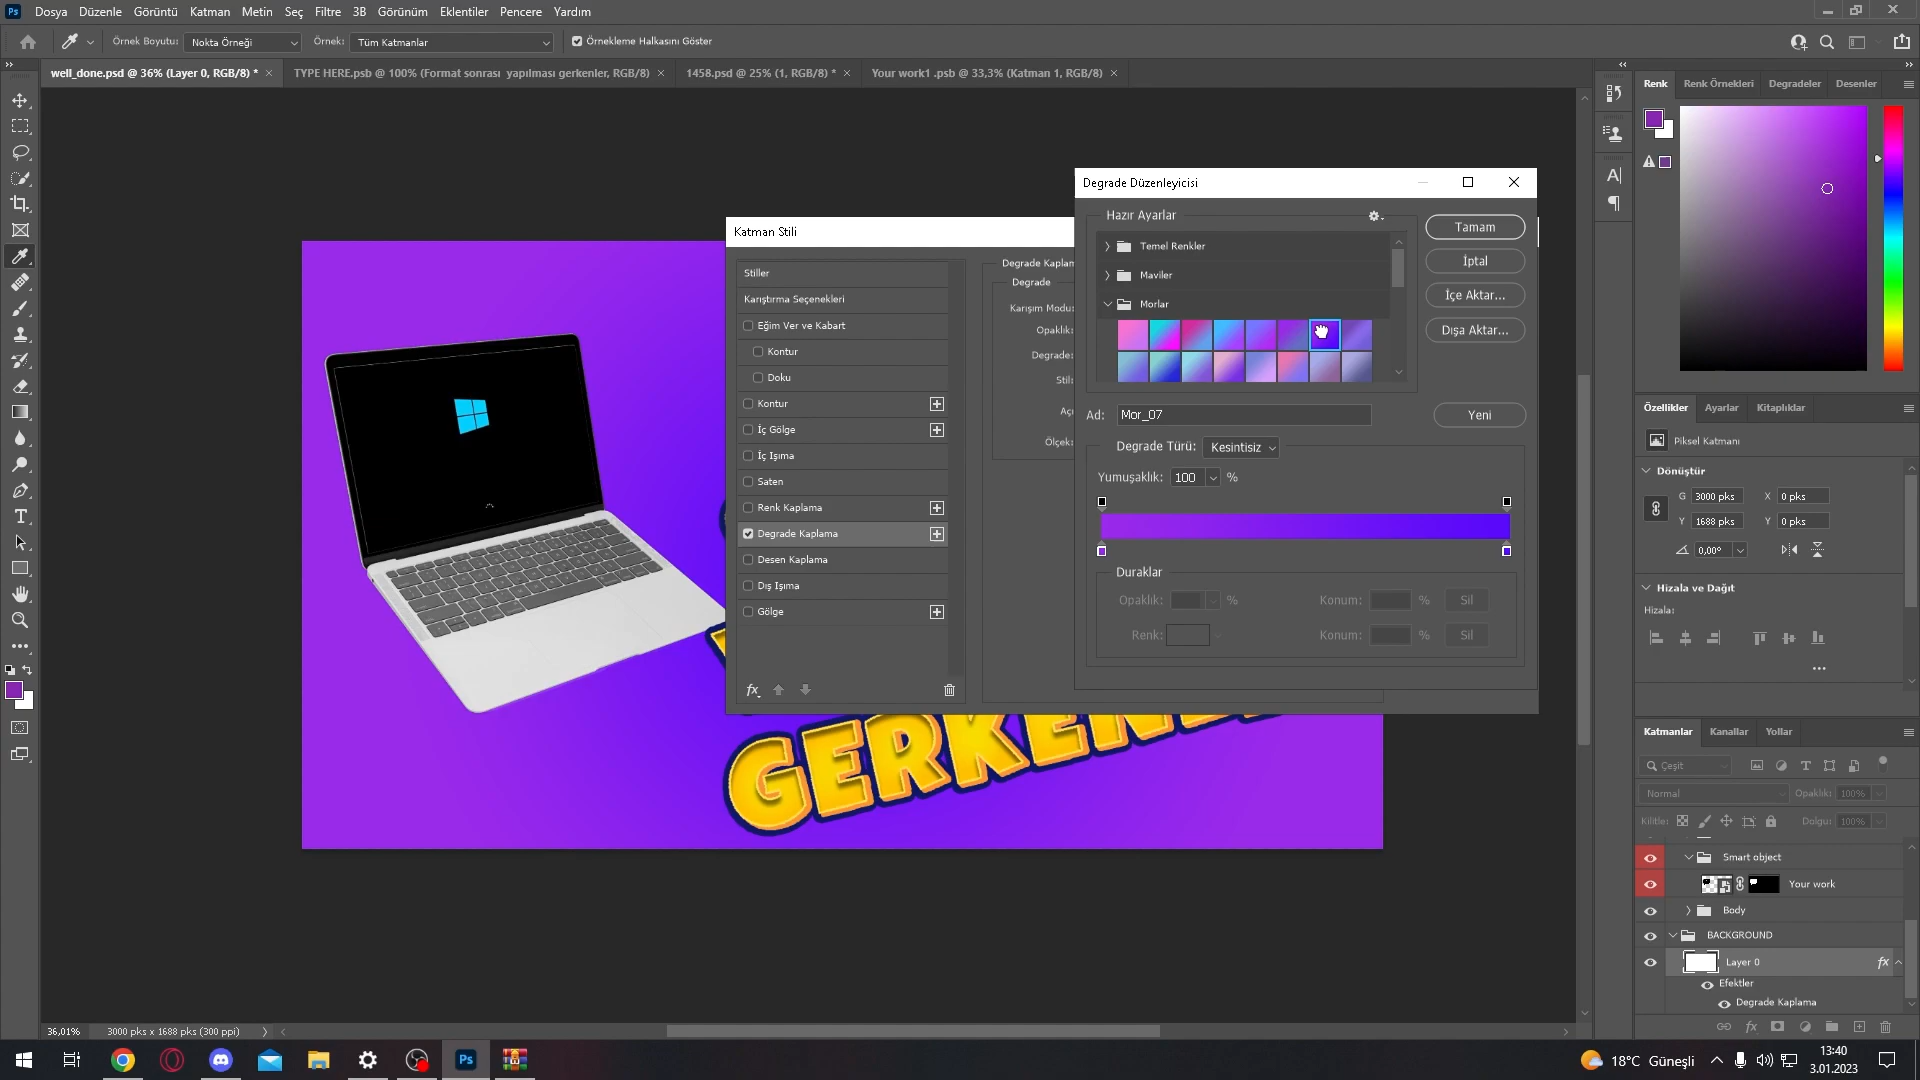 Ps Dosya Düzenle Görüntü Katman Metin Seç Filtre 3B Görünüm Eklentiler Pencere Yardım
Örnek Boyutu: Nokta Örneği Örnek: Tüm Katmanlar Örnekleme Halkasını Göster
well_done.psd @ 36% (Layer 0, RGB/8) *
TYPE HERE.psb @ 100% (Format sonrası yapılması gerkenler, RGB/8)
1458.psd @ 25% (1, RGB/8) *
Your work1 .psb @ 33,3% (Katman 1, RGB/8)
Renk Renk Örnekleri Degradeler Desenler
Degrade Düzenleyicisi
Hazır Ayarlar
Temel Renkler
Maviler
Morlar
Tamam
İptal
İçe Aktar...
Dışa Aktar...
Ad: Mor_07
Yeni
Degrade Türü: Kesintisiz
Yumuşaklık: 100 %
Duraklar
Opaklık: % Konum: % Sil
Renk: Konum: % Sil
Katman Stili
Stiller
Karıştırma Seçenekleri
Eğim Ver ve Kabart
Kontur
Doku
Kontur
İç Gölge
İç Işıma
Saten
Renk Kaplama
Degrade Kaplama
Desen Kaplama
Dış Işıma
Gölge
fx
Degrade Kaplam
Degrade
Karışım Modu:
Opaklık:
Degrade:
Stil:
Açı
Ölçek:
GERKENL
Özellikler Ayarlar Kitaplıklar
Piksel Katmanı
Dönüştür
G 3000 pks X 0 pks
Y 1688 pks Y 0 pks
0,00°
Hizala ve Dağıt
Hizala:
Katmanlar Kanallar Yollar
Çeşit
Normal Opaklık: 100%
Kilitle: Dolgu: 100%
Smart object
Your work
Body
BACKGROUND
Layer 0 fx
Efektler
Degrade Kaplama
fx
36,01% 3000 pks x 1688 pks (300 ppi)
Ps
18°C Güneşli
13:40
3.01.2023